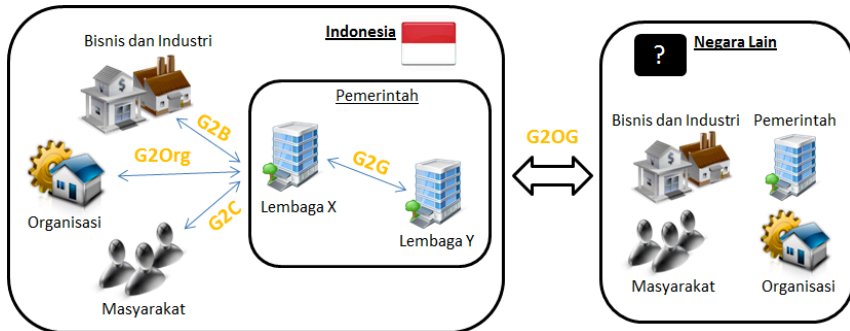 Indonesia
Bisnis dan Industri
$
Pemerintah
G2B
G2Org
G2G
G2C
Organisasi
Lembaga X
Lembaga Y
Masyarakat
G2OG
?
Negara Lain
Bisnis dan Industri
Pemerintah
$
Masyarakat
Organisasi